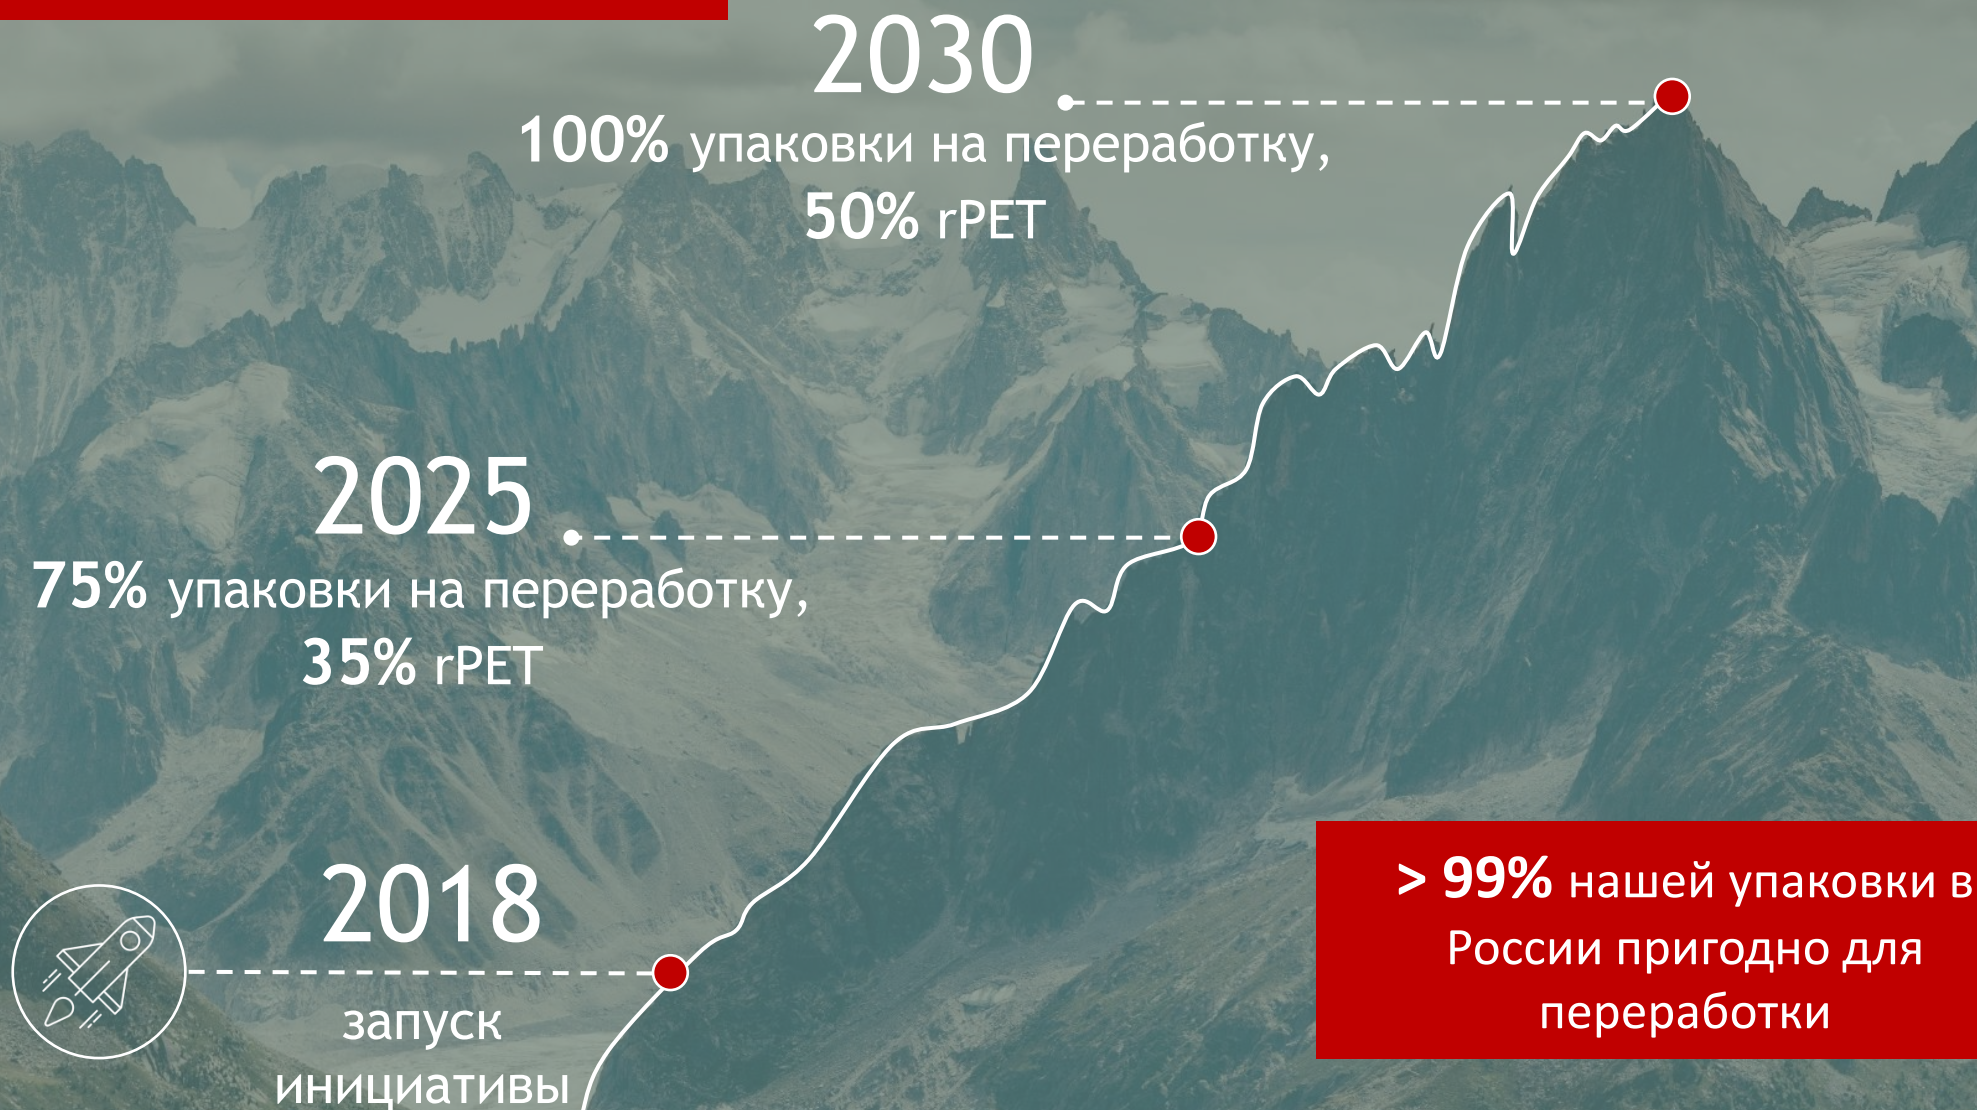 2030
100% упаковки на переработку,
50% rPET
2025
75% упаковки на переработку,
35% rPET
2018
запуск
инициативы
> 99% нашей упаковки в
России пригодно для
переработки